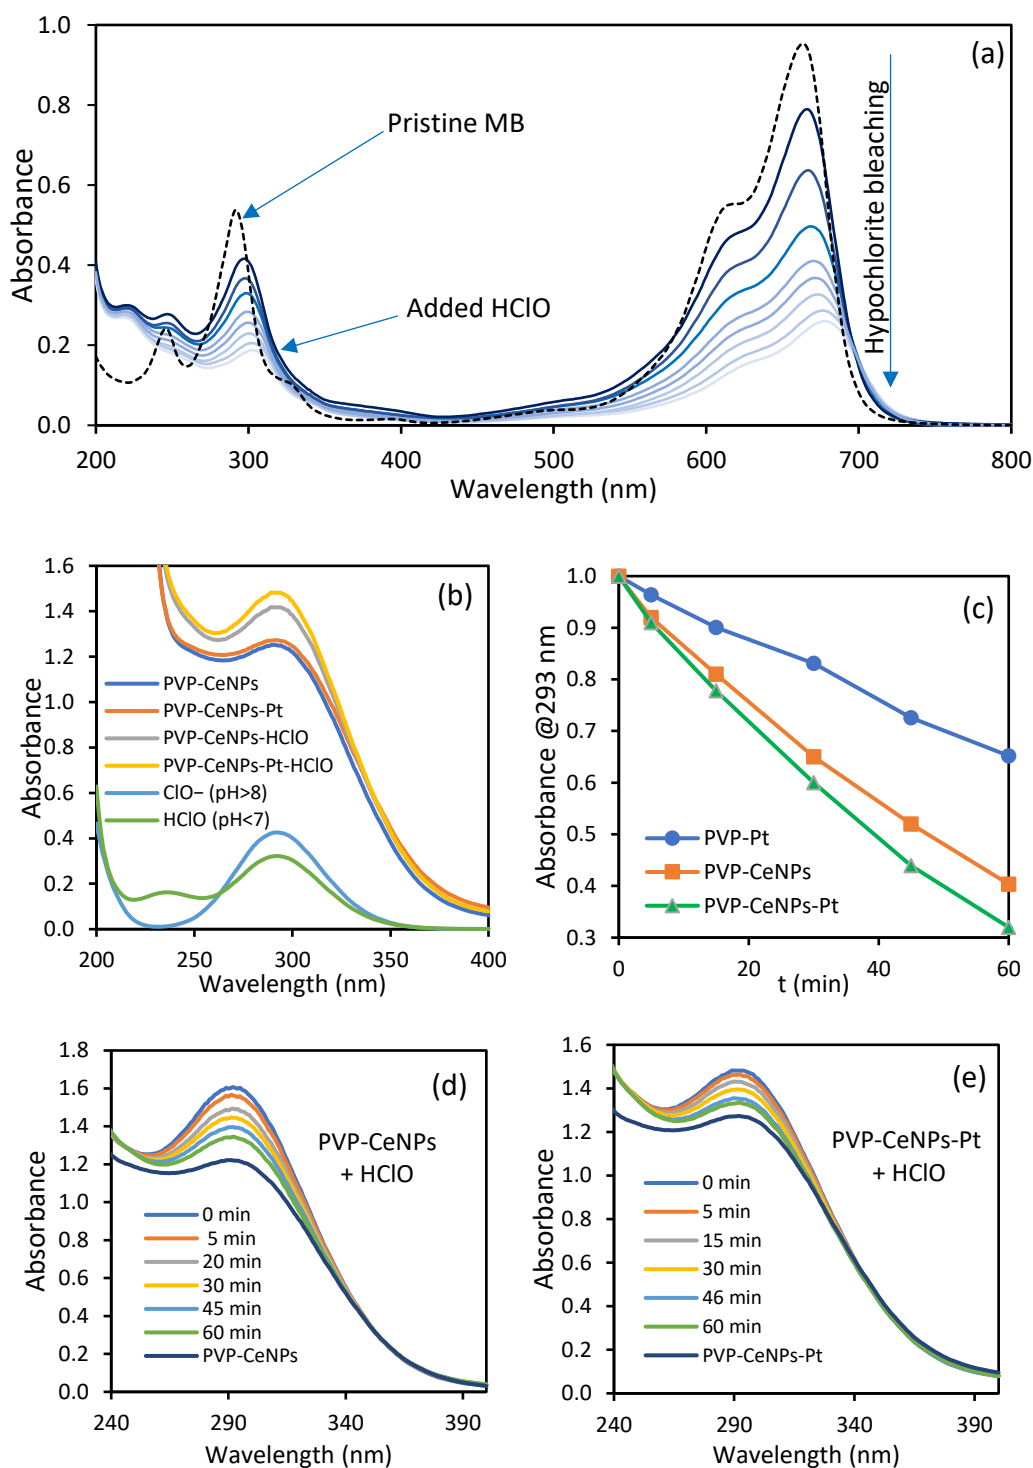 (a)
Absorbance
1.0
0.8
0.6
0.4
0.2
0.0
Pristine MB
Added HClO
Hypochlorite bleaching
200 300 400 500 600 700 800
Wavelength (nm)
(b)
Absorbance
1.6
1.4
1.2
1.0
0.8
0.6
0.4
0.2
0.0
PVP-CeNPs
PVP-CeNPs-Pt
PVP-CeNPs-HClO
PVP-CeNPs-Pt-HClO
ClO− (pH>8)
HClO (pH<7)
200 250 300 350 400
Wavelength (nm)
(c)
Absorbance @293 nm
1.0
0.9
0.8
0.7
0.6
0.5
0.4
0.3
PVP-Pt
PVP-CeNPs
PVP-CeNPs-Pt
0 20 40 60
t (min)
(d)
Absorbance
1.8
1.6
1.4
1.2
1.0
0.8
0.6
0.4
0.2
0.0
PVP-CeNPs
+ HClO
0 min
5 min
20 min
30 min
45 min
60 min
PVP-CeNPs
240 290 340 390
Wavelength (nm)
(e)
Absorbance
1.6
1.4
1.2
1.0
0.8
0.6
0.4
0.2
0.0
PVP-CeNPs-Pt
+ HClO
0 min
5 min
15 min
30 min
46 min
60 min
PVP-CeNPs-Pt
240 290 340 390
Wavelength (nm)